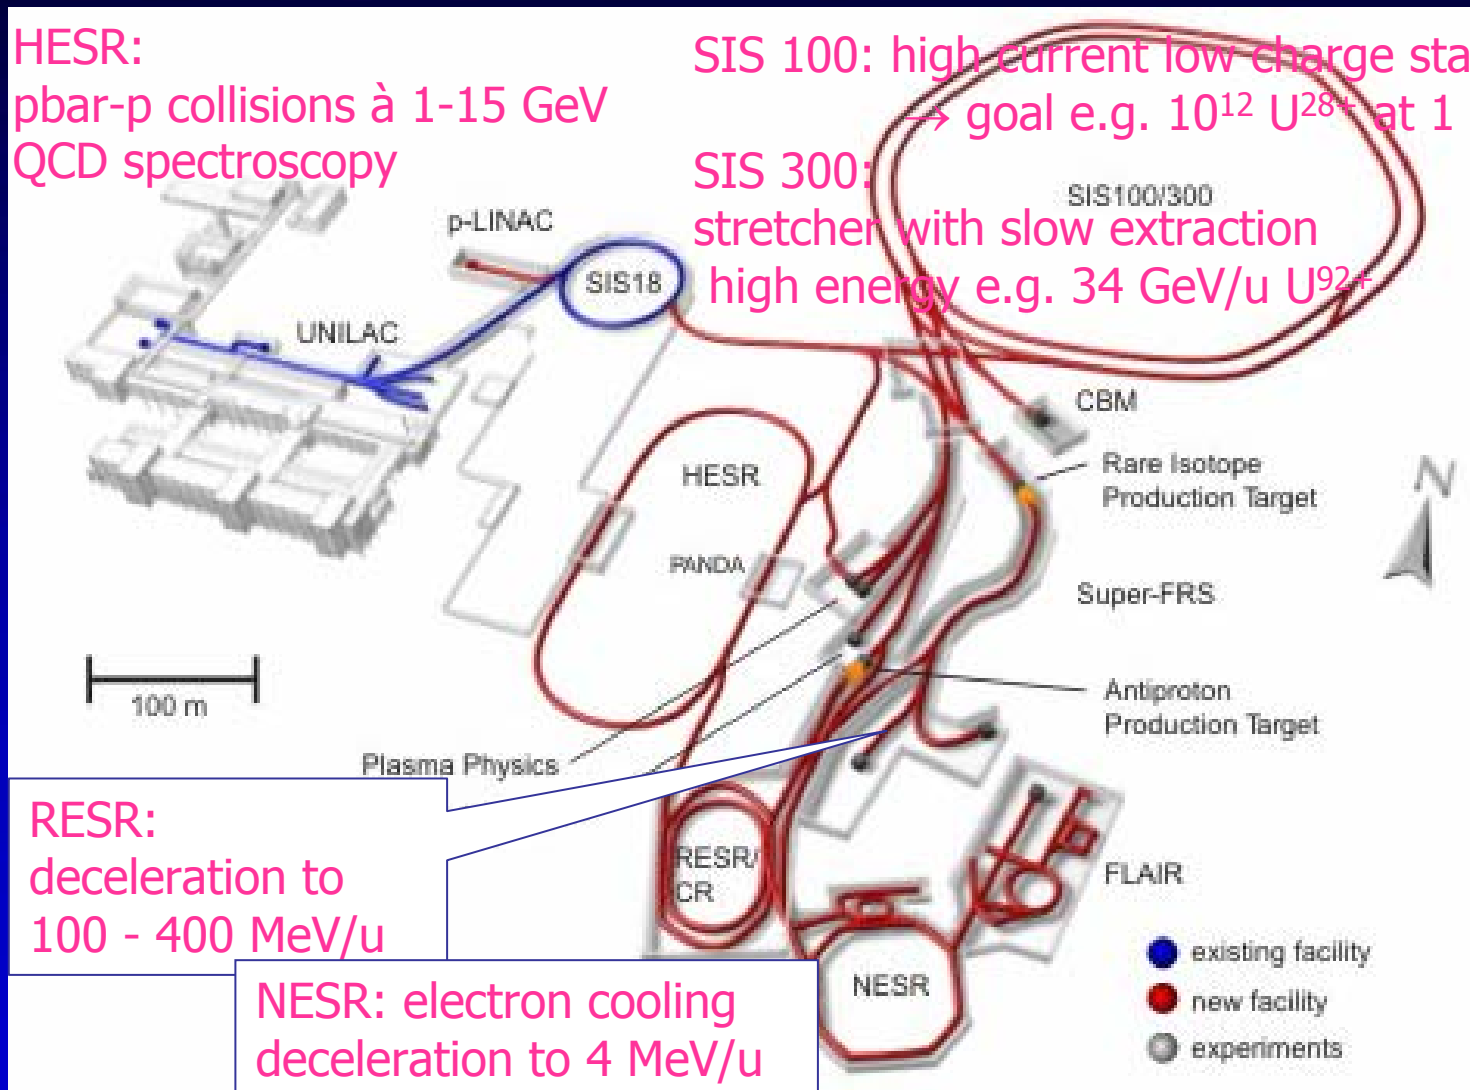 HESR:
pbar-p collisions à 1-15 GeV
QCD spectroscopy
SIS 100: high current low charge sta
→ goal e.g. 10¹² U²⁸⁺ at 1
SIS 300:
stretcher with slow extraction
high energy e.g. 34 GeV/u U⁹²⁺
SIS100/300
p-LINAC
SIS18
UNILAC
CBM
HESR
Rare Isotope
Production Target
N
PANDA
Super-FRS
100 m
Antiproton
Production Target
Plasma Physics
RESR:
deceleration to
100 - 400 MeV/u
RESR/
CR
FLAIR
NESR
NESR: electron cooling
deceleration to 4 MeV/u
existing facility
new facility
experiments